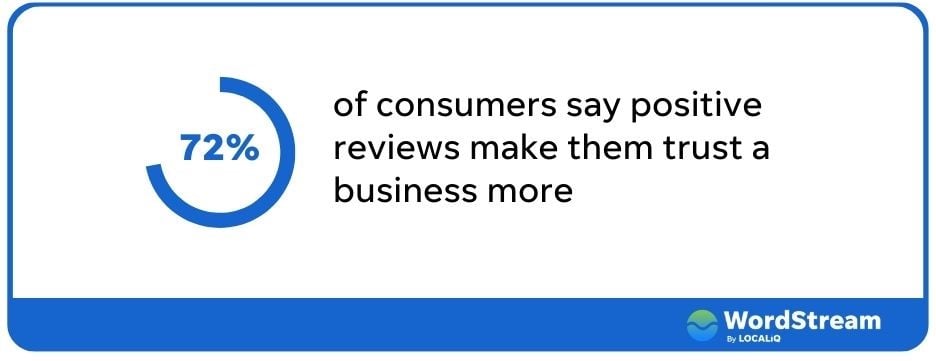 72%
of consumers say positive
reviews make them trust a
business more
WordStream
By LOCALiQ